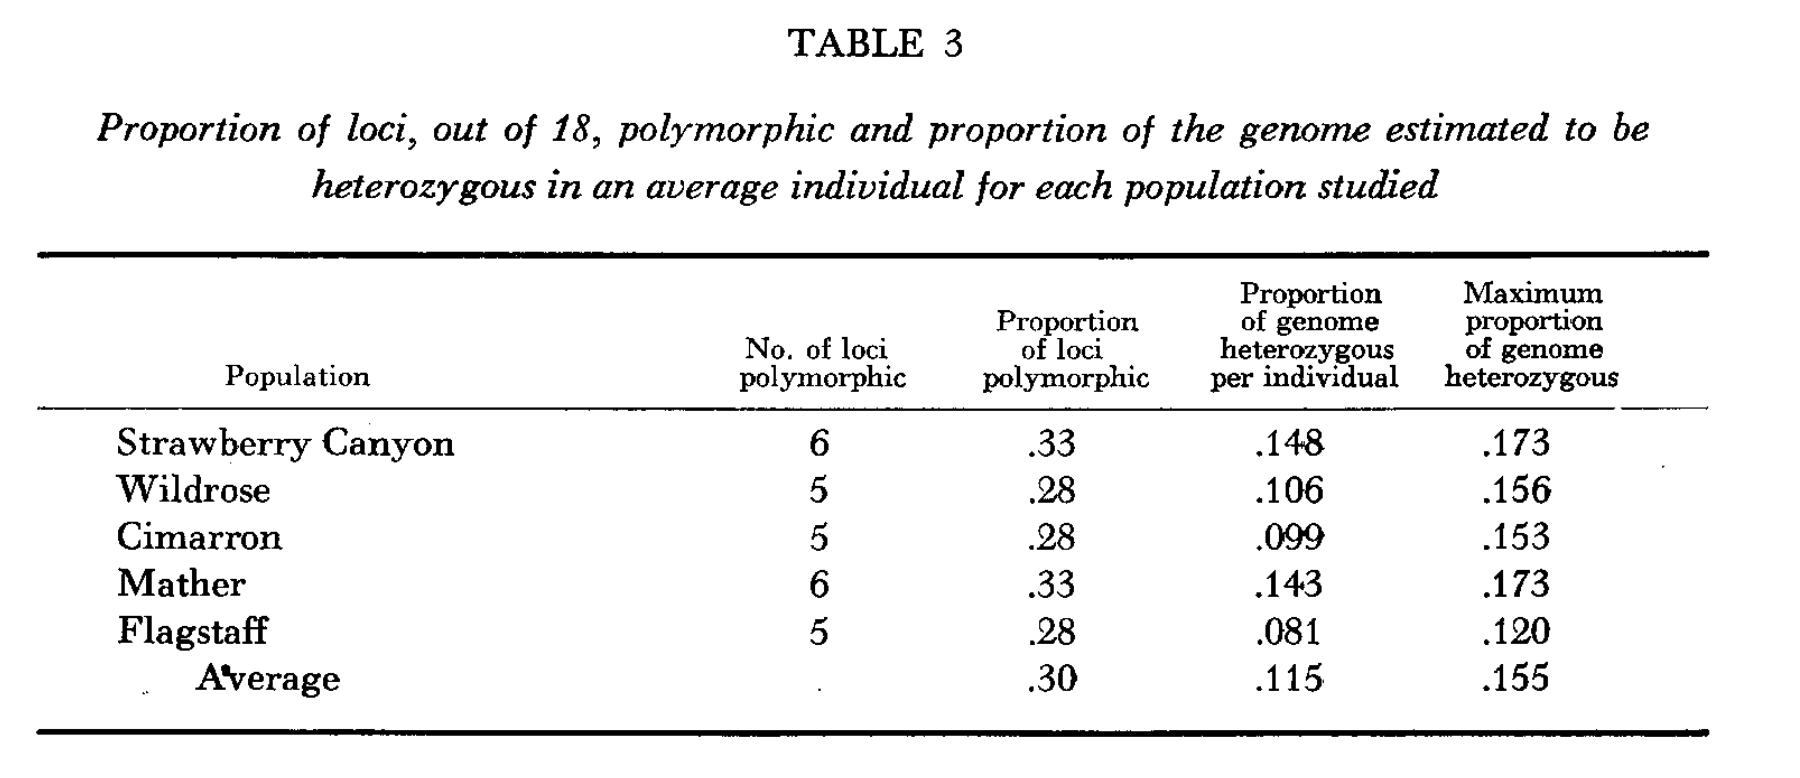 TABLE 3
Proportion of loci, out of 18, polymorphic and proportion of the genome estimated to be
heterozygous in an average individual for each population studied
Population
No. of loci
polymorphic
Proportion
of loci
polymorphic
Proportion
of genome
heterozygous
per individual
Maximum
proportion
of genome
heterozygous
Strawberry Canyon 6 .33 .148 .173
Wildrose 5 .28 .106 .156
Cimarron 5 .28 .099 .153
Mather 6 .33 .143 .173
Flagstaff 5 .28 .081 .120
Average .30 .115 .155